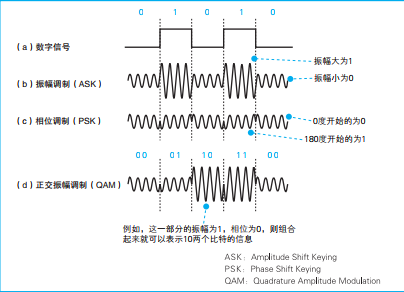 0 1 0 1 0
(a)数字信号
振幅大为1
(b)振幅调制(ASK)
振幅小为0
(c)相位调制(PSK)
0度开始的为0
180度开始的为1
00 01 10 11 00
(d)正交振幅调制(QAM)
例如，这一部分的振幅为1，相位为0，则组合
起来就可以表示10两个比特的信息
ASK: Amplitude Shift Keying
PSK: Phase Shift Keying
QAM: Quadrature Amplitude Modulation